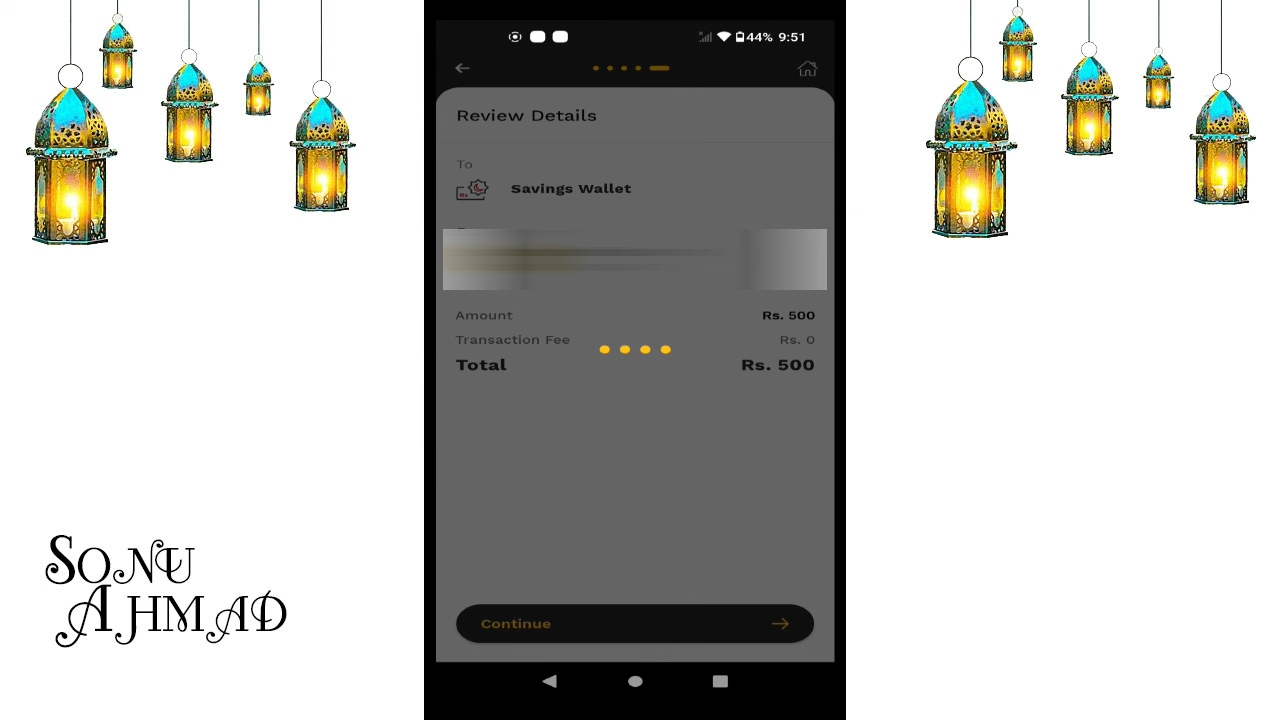 44% 9:51
Review Details
To
Rs
Savings Wallet
Amount Rs. 500
Transaction Fee Rs. 0
Total Rs. 500
Continue
SONU
AHMAD